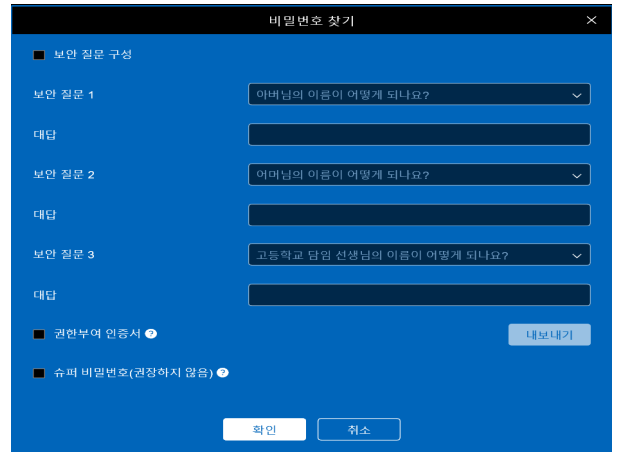 비밀번호 찾기
보안 질문 구성
보안 질문 1 아버님의 이름이 어떻게 되나요?
대답
보안 질문 2 어머님의 이름이 어떻게 되나요?
대답
보안 질문 3 고등학교 담임 선생님의 이름이 어떻게 되나요?
대답
권한부여 인증서 ? 내보내기
슈퍼 비밀번호(권장하지 않음) ?
확인 취소